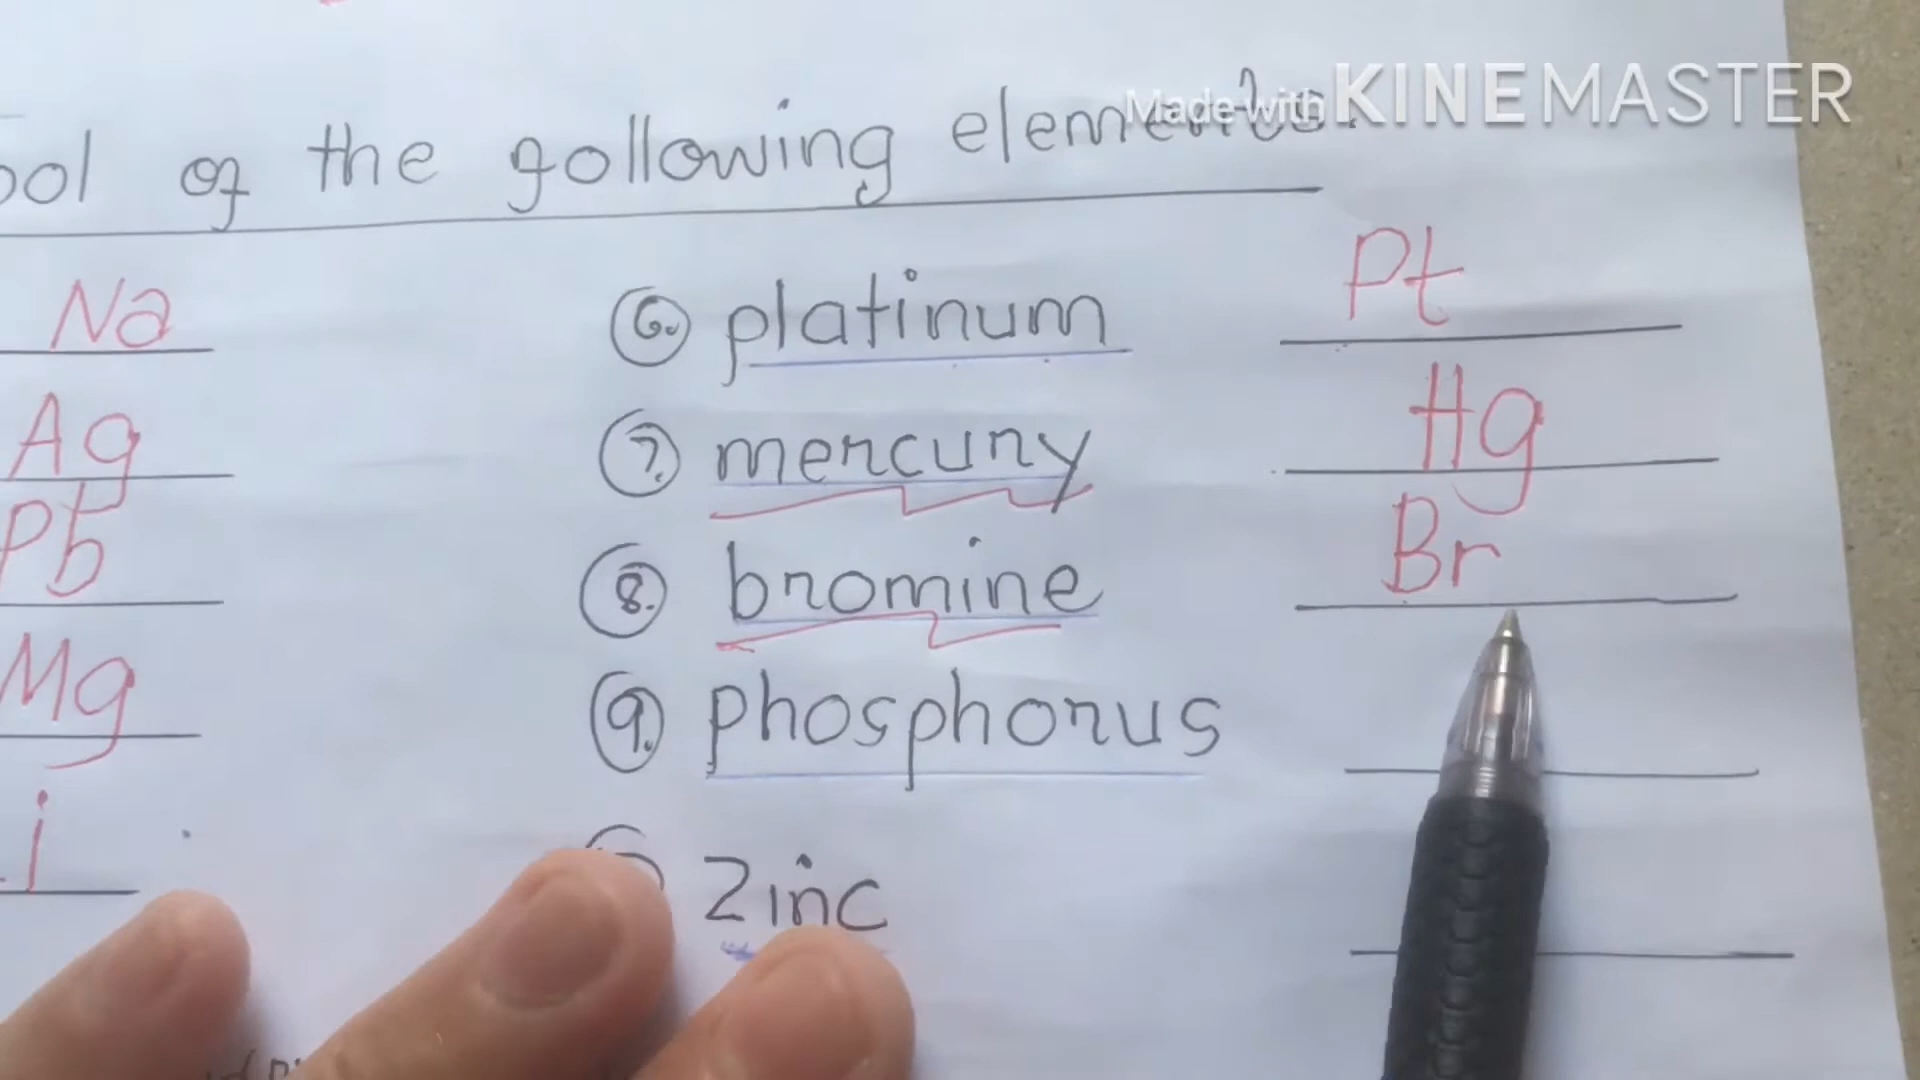 Made with KINEMASTER
of the following elements.
Na
Ag
Pb
Mg
6. platinum Pt
7. mercury Hg
8. bromine Br
9. phosphorus
Zinc